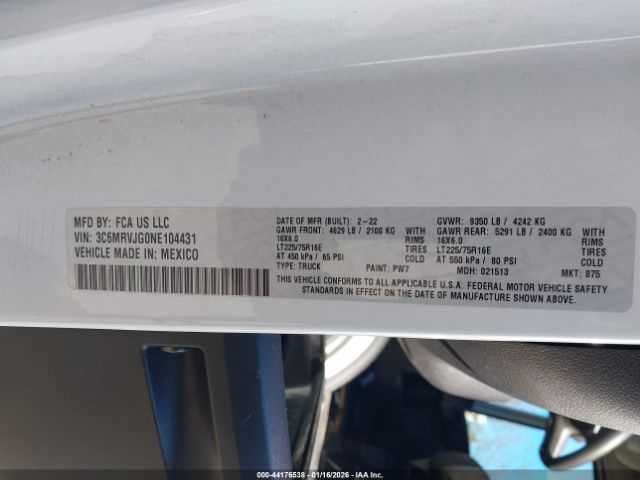 MFD BY: FCA US LLC
VIN: 3C6MRVJG0NE104431
VEHICLE MADE IN: MEXICO
DATE OF MFR (BUILT): 2-22 GVWR: 9350 LB / 4242 KG
GAWR FRONT: 4629 LB / 2100 KG WITH GAWR REAR: 5291 LB / 2400 KG WITH
16X6.0 RIMS 16X6.0 RIMS
LT225/75R16E TIRES LT225/75R16E TIRES
AT 450 kPa / 65 PSI COLD AT 550 kPa / 80 PSI COLD
TYPE: TRUCK PAINT: PW7 MDH: 021513 MKT: 875
THIS VEHICLE CONFORMS TO ALL APPLICABLE U.S.A. FEDERAL MOTOR VEHICLE SAFETY
STANDARDS IN EFFECT ON THE DATE OF MANUFACTURE SHOWN ABOVE.
00-44176538 - 01/16/2026 - IAA Inc.